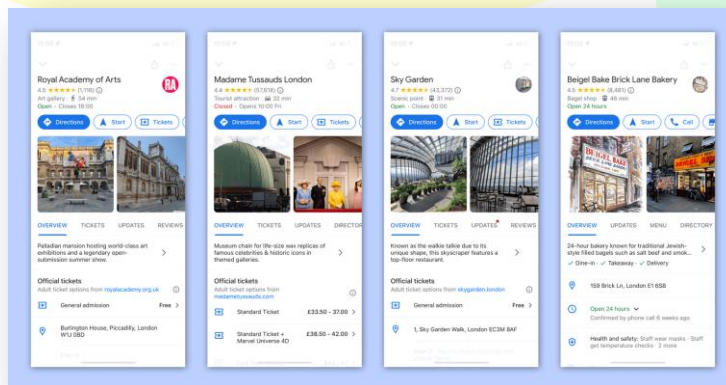 Royal Academy of Arts
4.5 ★★★★★ (1,116)
Art gallery · 54 min
Open · Closes 18:00
Directions
Start
Tickets
OVERVIEW TICKETS UPDATES REVIEWS
Palladian mansion hosting world-class art
exhibitions and a legendary open-
submission summer show.
Official tickets
Adult ticket options from royalacademy.org.uk
General admission Free
Burlington House, Piccadilly, London
W1J 0BD
Madame Tussauds London
4.4 ★★★★★ (57,618)
Tourist attraction · 32 min
Closed · Opens 10:00 Fri
Directions
Start
Tickets
OVERVIEW TICKETS UPDATES DIRECTOR
Museum chain for life-size wax replicas of
famous celebrities & historic icons in
themed galleries.
Official tickets
Adult ticket options from
madametussauds.com
Standard Ticket £33.50 - 37.00
Standard Ticket + £38.50 - 42.00
Marvel Universe 4D
Sky Garden
4.7 ★★★★★ (43,372)
Scenic point · 31 min
Open · Closes 00:00
Directions
Start
Tickets
OVERVIEW TICKETS UPDATES REVIEWS
Known as the walkie talkie due to its
unique shape, this skyscraper features a
top-floor restaurant.
Official tickets
Adult ticket options from skygarden.london
General admission Free
1, Sky Garden Walk, London EC3M 8AF
Beigel Bake Brick Lane Bakery
4.5 ★★★★★ (8,481)
Bagel shop · 46 min
Open 24 hours
Directions
Start
Call
BEIGEL BAKE
OVERVIEW UPDATES MENU DIRECTORY
24-hour bakery known for traditional Jewish-
style filled bagels such as salt beef and smok...
Dine-in · Takeaway · Delivery
159 Brick Ln, London E1 6SB
Open 24 hours
Confirmed by phone call 6 weeks ago
Health and safety: Staff wear masks · Staff
get temperature checks · 2 more